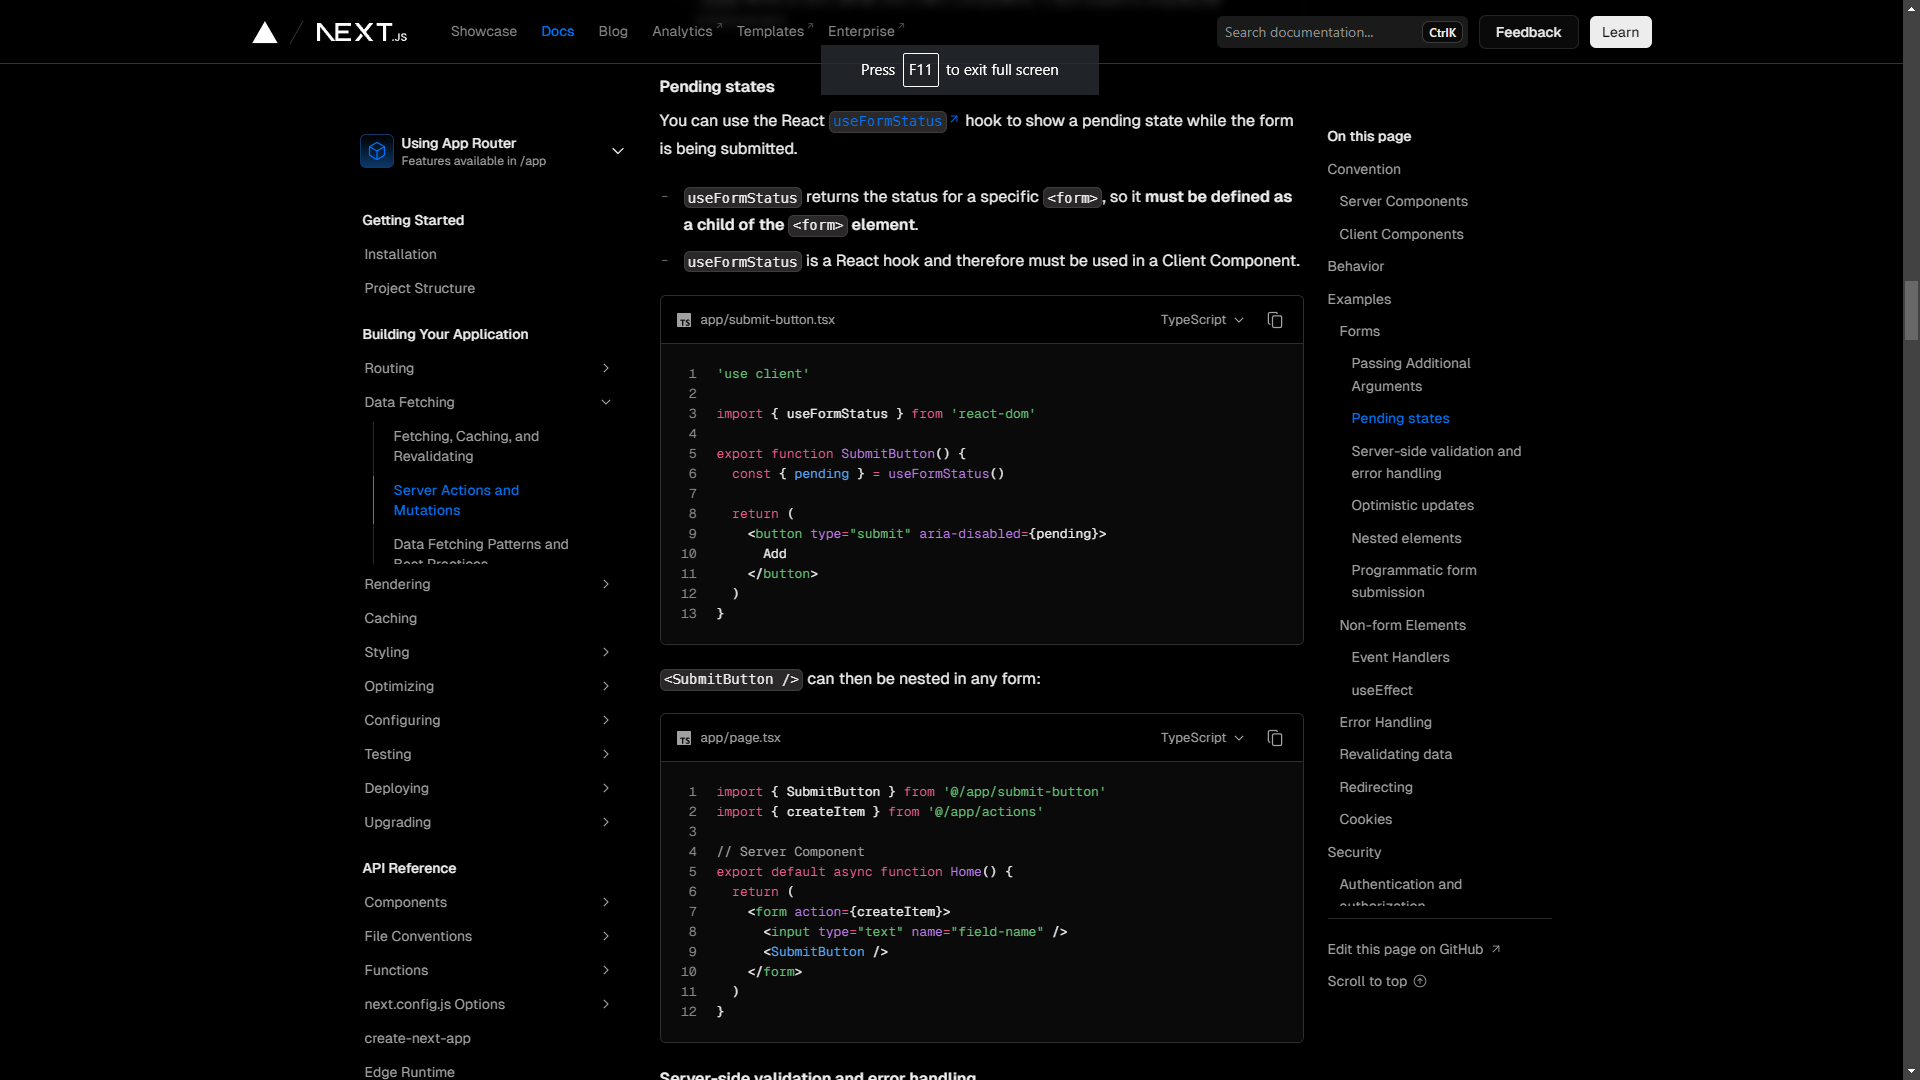 NEXT.JS
Showcase
Docs
Blog
Analytics
Templates
Enterprise
Search documentation...
CtrlK
Feedback
Learn
Press F11 to exit full screen
Using App Router
Features available in /app
Getting Started
Installation
Project Structure
Building Your Application
Routing
Data Fetching
Fetching, Caching, and
Revalidating
Server Actions and
Mutations
Data Fetching Patterns and
Best Practices
Rendering
Caching
Styling
Optimizing
Configuring
Testing
Deploying
Upgrading
API Reference
Components
File Conventions
Functions
next.config.js Options
create-next-app
Edge Runtime
Pending states
You can use the React useFormStatus hook to show a pending state while the form
is being submitted.
- useFormStatus returns the status for a specific <form>, so it must be defined as
a child of the <form> element.
- useFormStatus is a React hook and therefore must be used in a Client Component.
TS app/submit-button.tsx
TypeScript
1 'use client'
2
3 import { useFormStatus } from 'react-dom'
4
5 export function SubmitButton() {
6   const { pending } = useFormStatus()
7
8   return (
9     <button type="submit" aria-disabled={pending}>
10       Add
11     </button>
12   )
13 }
<SubmitButton /> can then be nested in any form:
TS app/page.tsx
TypeScript
1 import { SubmitButton } from '@/app/submit-button'
2 import { createItem } from '@/app/actions'
3
4 // Server Component
5 export default async function Home() {
6   return (
7     <form action={createItem}>
8       <input type="text" name="field-name" />
9       <SubmitButton />
10     </form>
11   )
12 }
Server-side validation and error handling
On this page
Convention
Server Components
Client Components
Behavior
Examples
Forms
Passing Additional
Arguments
Pending states
Server-side validation and
error handling
Optimistic updates
Nested elements
Programmatic form
submission
Non-form Elements
Event Handlers
useEffect
Error Handling
Revalidating data
Redirecting
Cookies
Security
Authentication and
authorization
Edit this page on GitHub
Scroll to top